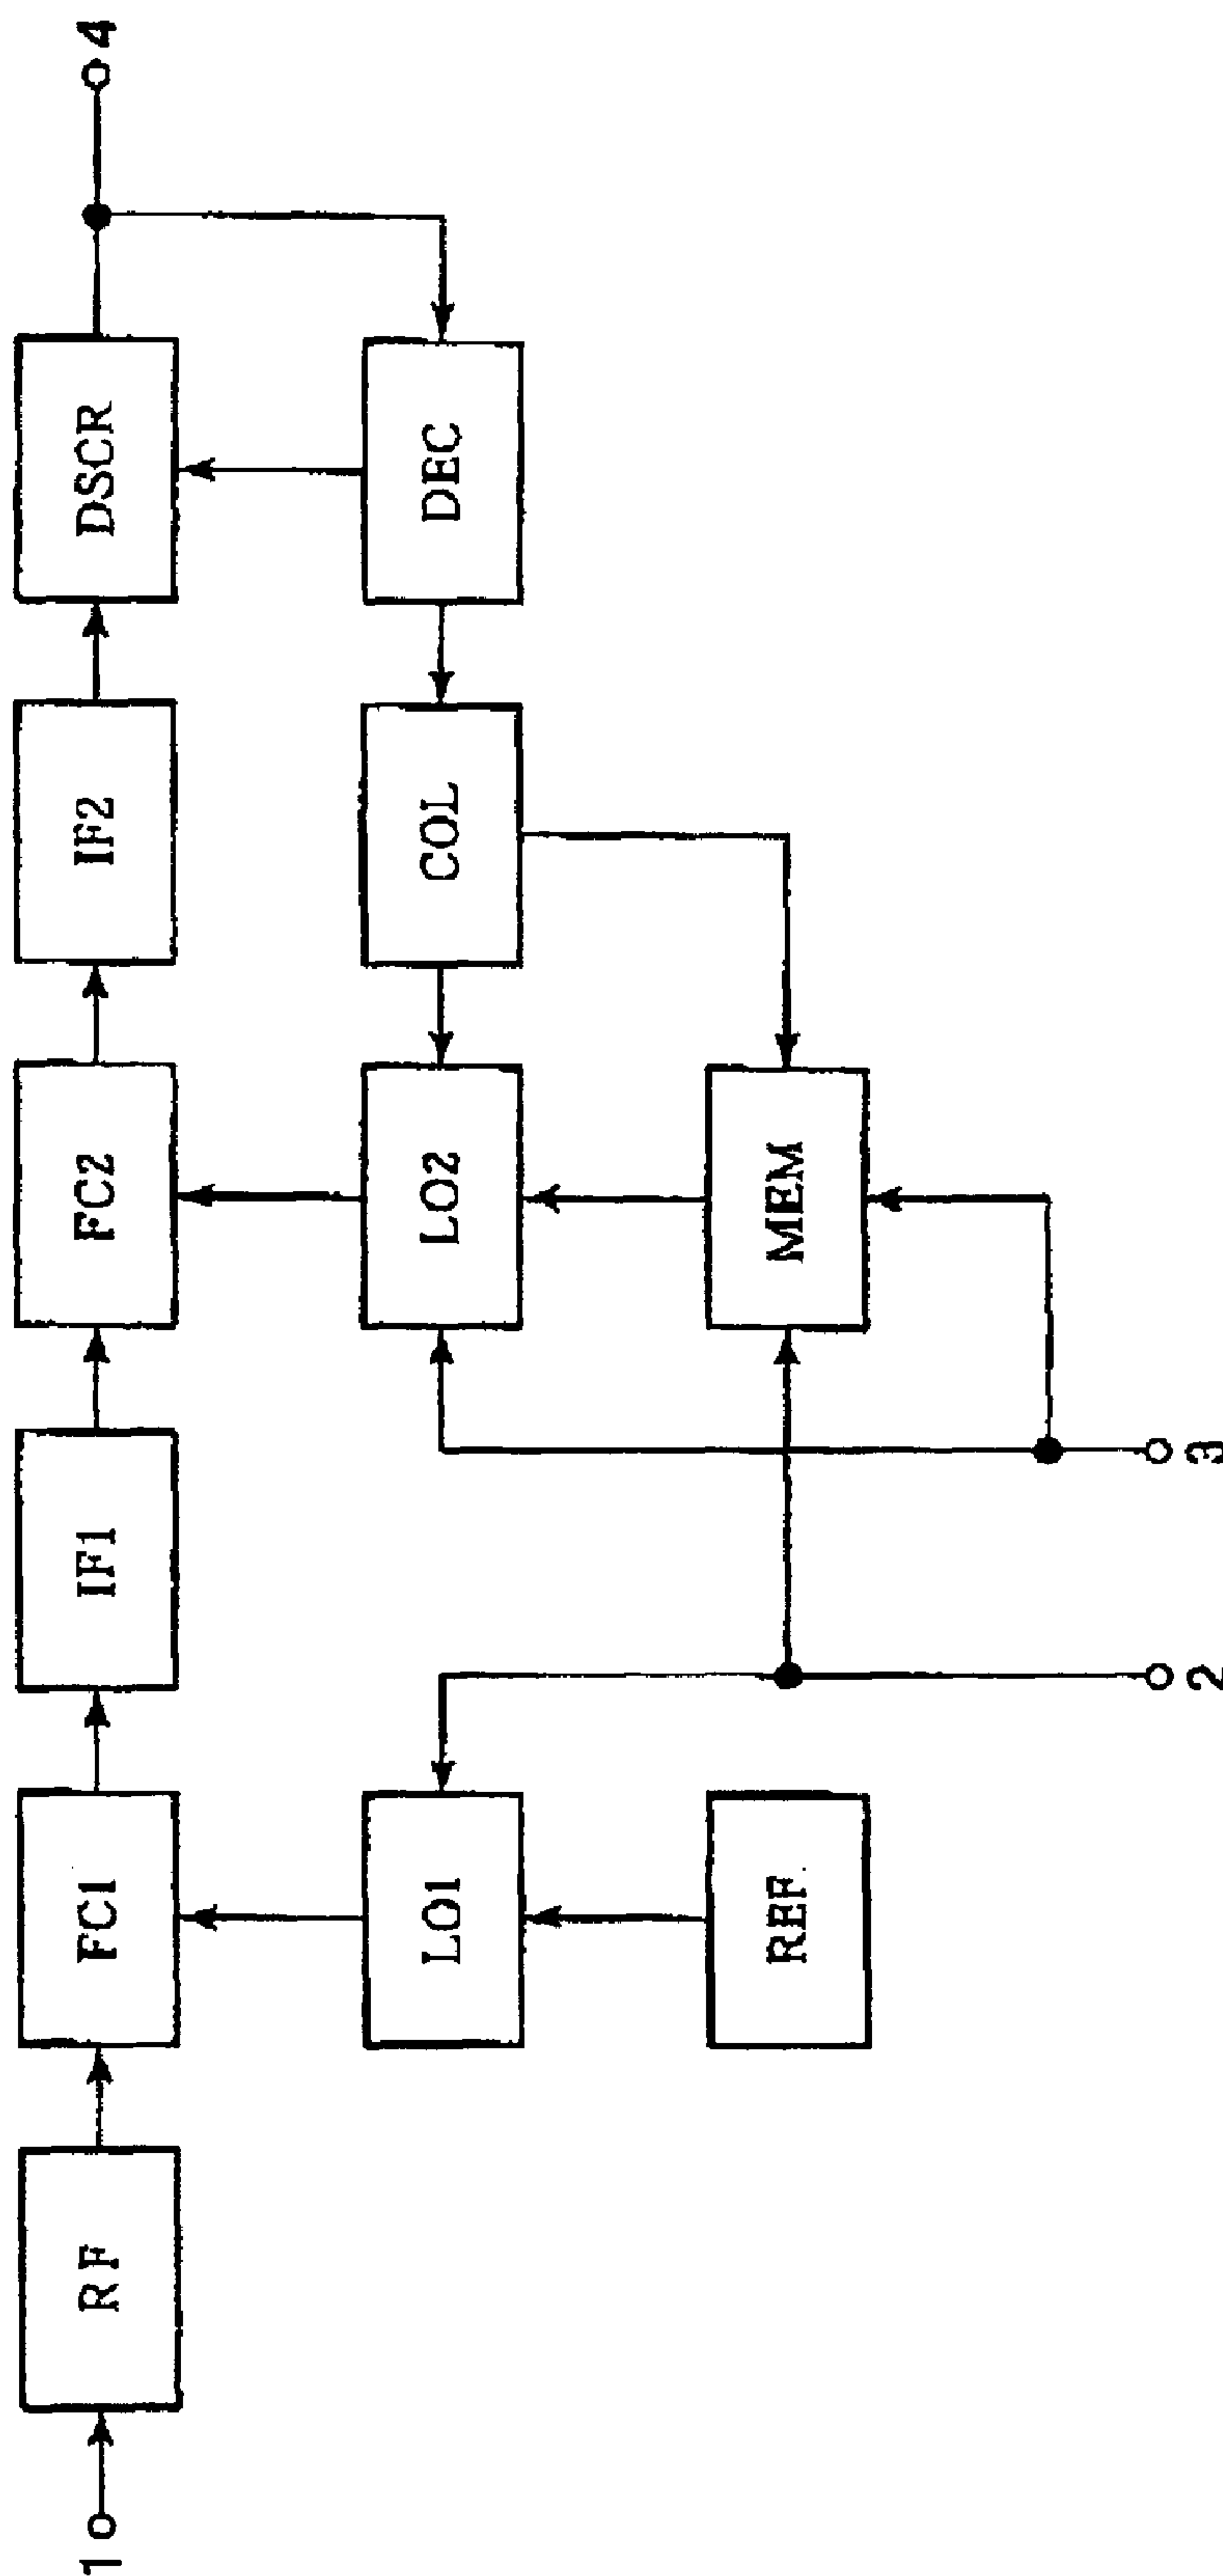 1
RF
FC1
IF1
FC2
IF2
DSCR
4
LO1
LO2
COL
DEC
REF
MEM
2
3